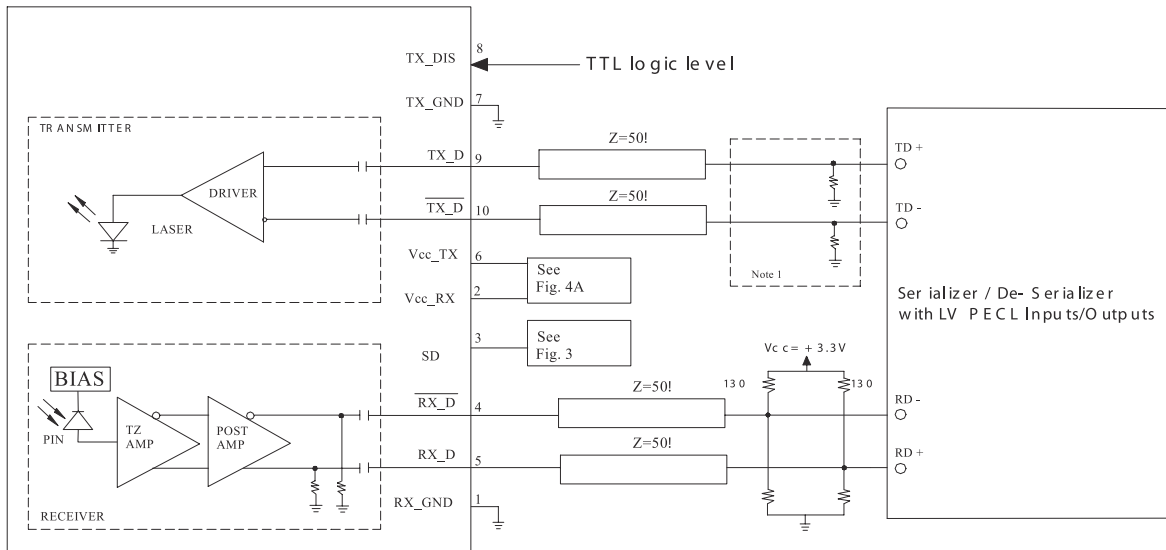 TX_DIS
8
TTL logic level
TX_GND
7
TRANSMITTER
Z=50!
TX_D
9
TD +
DRIVER
Z=50!
TX_D
10
TD -
LASER
Vcc_TX
6
See
Fig. 4A
Note 1
Vcc_RX
2
Serializer / De- Serializer
with LV PECL Inputs/Outputs
See
Fig. 3
3
SD
Vcc= +3.3V
BIAS
130
130
Z=50!
RX_D
4
RD -
PIN
TZ
AMP
POST
AMP
Z=50!
RX_D
5
RD +
RX_GND
1
RECEIVER